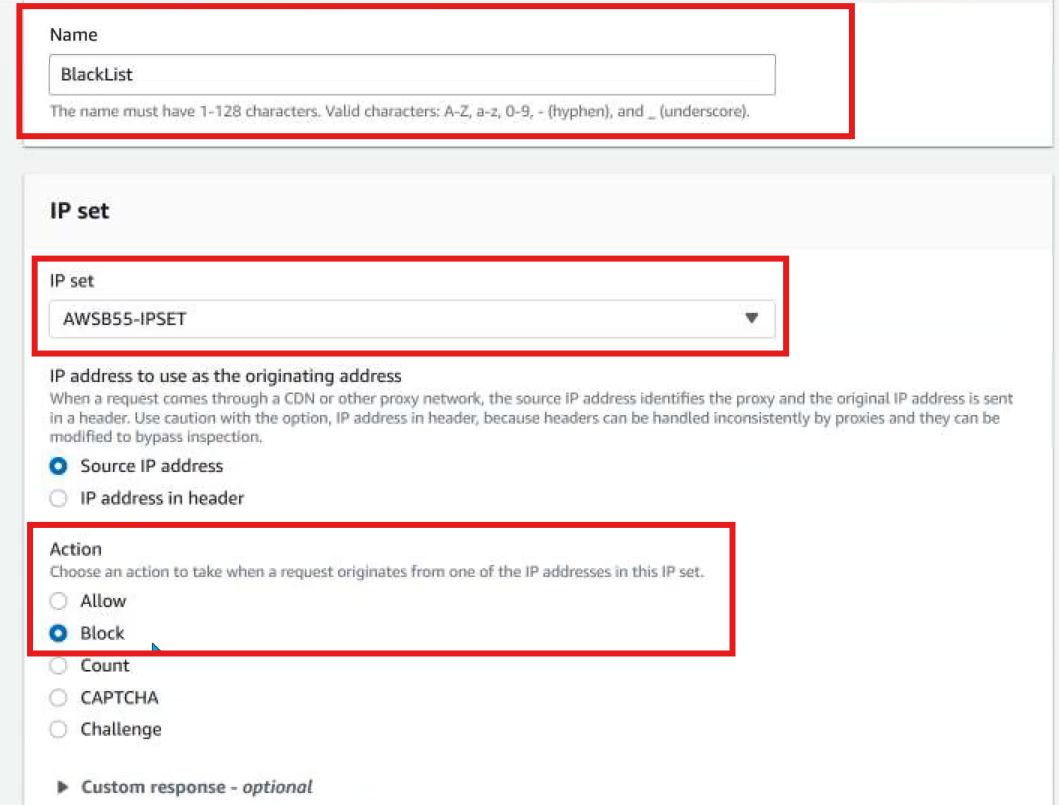 Name
BlackList
The name must have 1-128 characters. Valid characters: A-Z, a-z, 0-9, - (hyphen), and _ (underscore).
IP set
IP set
AWSB55-IPSET
IP address to use as the originating address
When a request comes through a CDN or other proxy network, the source IP address identifies the proxy and the original IP address is sent
in a header. Use caution with the option, IP address in header, because headers can be handled inconsistently by proxies and they can be
modified to bypass inspection.
Source IP address
IP address in header
Action
Choose an action to take when a request originates from one of the IP addresses in this IP set.
Allow
Block
Count
CAPTCHA
Challenge
Custom response - optional